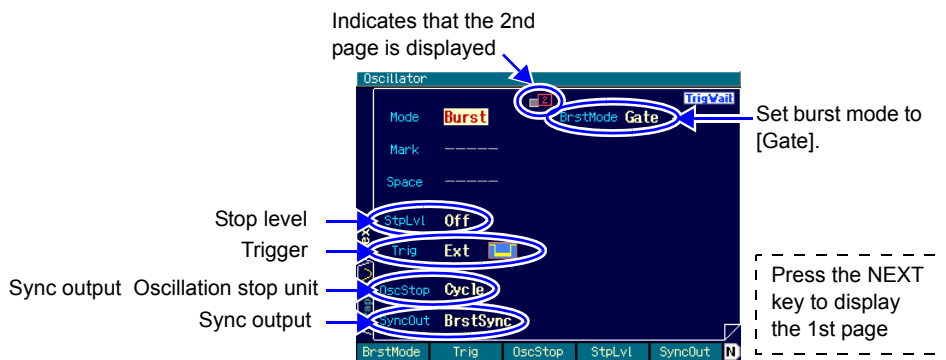 Indicates that the 2nd
page is displayed
Oscillator
2
TrigWait
Mode Burst
BrstMode Gate
Set burst mode to
[Gate].
Mark -----
Space -----
Stop level
StpLvl Off
Trigger
Trig Ext
Sync output Oscillation stop unit
OscStop Cycle
Sync output
SyncOut BrstSync
Press the NEXT
key to display
the 1st page
BrstMode Trig OscStop StpLvl SyncOut N